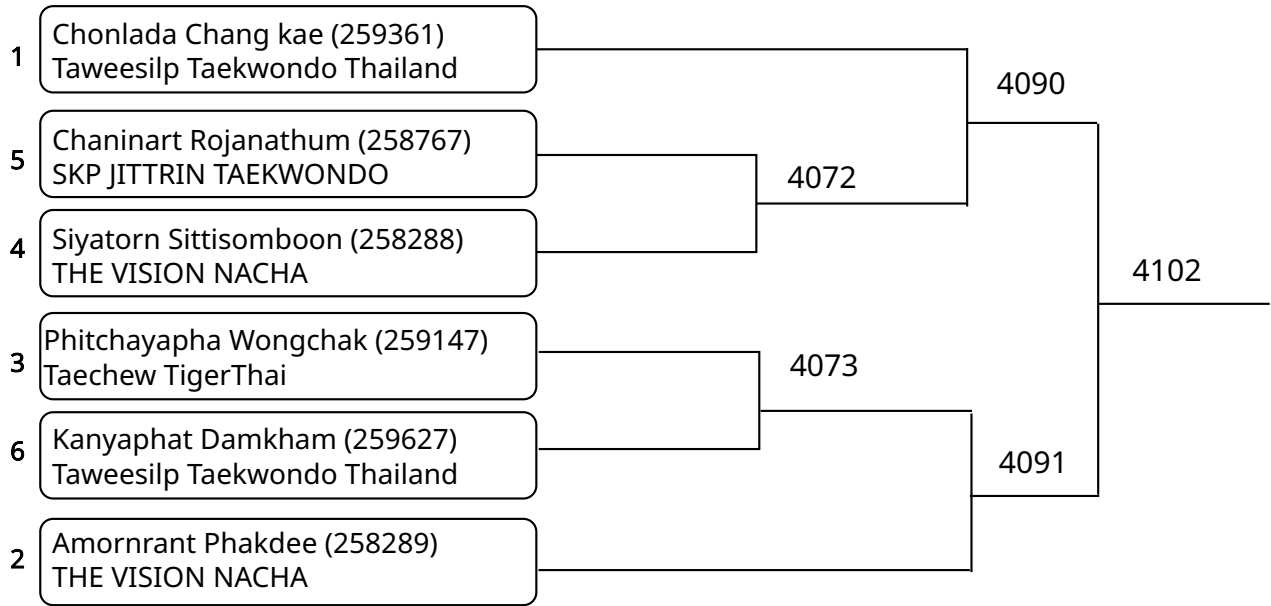 1
Chonlada Chang kae (259361)
Taweesilp Taekwondo Thailand
4090
5
Chaninart Rojanathum (258767)
SKP JITTRIN TAEKWONDO
4072
4
Siyatorn Sittisomboon (258288)
THE VISION NACHA
4102
3
Phitchayapha Wongchak (259147)
Taechew TigerThai
4073
6
Kanyaphat Damkham (259627)
Taweesilp Taekwondo Thailand
4091
2
Amornrant Phakdee (258289)
THE VISION NACHA